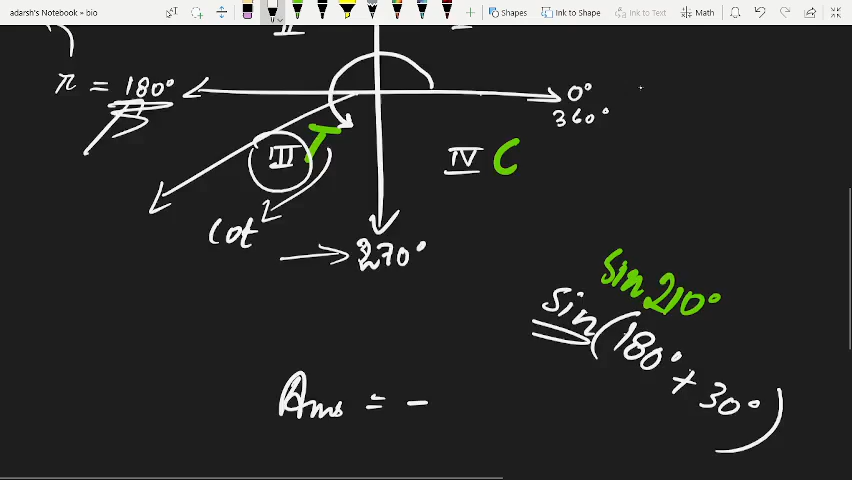 adarsh's Notebook » bio
Shapes
Ink to Shape
Ink to Text
Math
II
I
π = 180°
0°
360°
III T
IV C
Cot
270°
sin 210°
sin(180° + 30°)
Ans = -